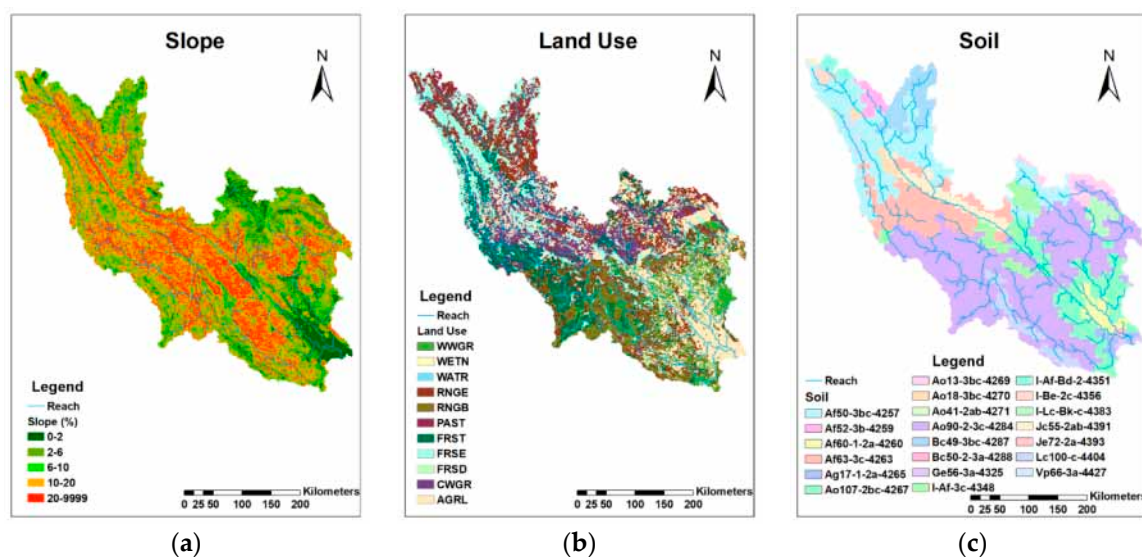 Slope
N
Legend
Reach
Slope (%)
0-2
2-6
6-10
10-20
20-9999
Kilometers
0 25 50 100 150 200
(a)
Land Use
N
Legend
Reach
Land Use
WWGR
WETN
WATR
RNGE
RNGB
PAST
FRST
FRSE
FRSD
CWGR
AGRL
Kilometers
0 25 50 100 150 200
(b)
Soil
N
Reach
Soil
Af50-3bc-4257
Af52-3b-4259
Af60-1-2a-4260
Af63-3c-4263
Ag17-1-2a-4265
Ao107-2bc-4267
Legend
Ao13-3bc-4269
Ao18-3bc-4270
Ao41-2ab-4271
Ao90-2-3c-4284
Bc49-3bc-4287
Bc50-2-3a-4288
Ge56-3a-4325
I-Af-3c-4348
I-Af-Bd-2-4351
I-Be-2c-4356
I-Lc-Bk-c-4383
Jc55-2ab-4391
Je72-2a-4393
Lc100-c-4404
Vp66-3a-4427
Kilometers
0 25 50 100 150 200
(c)